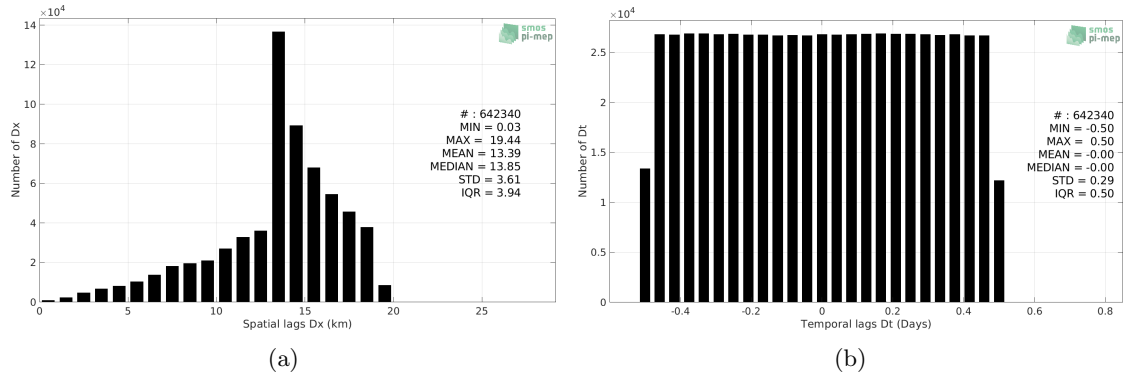 ×10⁴
14
12
10
8
6
4
2
0
Number of Dx
smos
pi-mep
# : 642340
MIN = 0.03
MAX = 19.44
MEAN = 13.39
MEDIAN = 13.85
STD = 3.61
IQR = 3.94
0 5 10 15 20 25
Spatial lags Dx (km)
(a)
×10⁴
2.5
2
1.5
1
0.5
0
Number of Dt
smos
pi-mep
# : 642340
MIN = -0.50
MAX = 0.50
MEAN = -0.00
MEDIAN = -0.00
STD = 0.29
IQR = 0.50
-0.4 -0.2 0 0.2 0.4 0.6 0.8
Temporal lags Dt (Days)
(b)